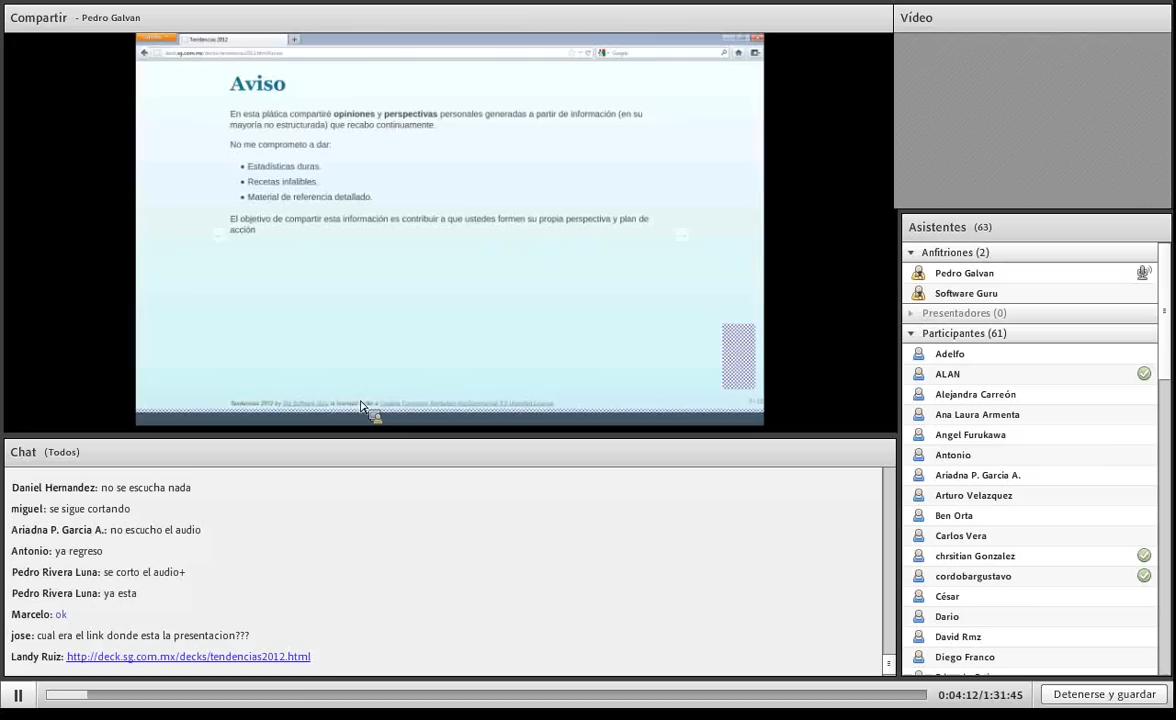 Compartir - Pedro Galvan
Vídeo
Tendencias 2012
Google
Aviso
En esta plática compartiré opiniones y perspectivas personales generadas a partir de información (en su
mayoría no estructurada) que recabo continuamente.
No me comprometo a dar:
• Estadísticas duras.
• Recetas infalibles.
• Material de referencia detallado.
El objetivo de compartir esta información es contribuir a que ustedes formen su propia perspectiva y plan de
acción
Tendencias 2012 by
Asistentes (63)
Anfitriones (2)
Pedro Galvan
Software Guru
Presentadores (0)
Participantes (61)
Adelfo
ALAN
Alejandra Carreón
Ana Laura Armenta
Angel Furukawa
Antonio
Ariadna P. Garcia A.
Arturo Velazquez
Ben Orta
Carlos Vera
chrsitian Gonzalez
cordobargustavo
César
Dario
David Rmz
Diego Franco
Chat (Todos)
Daniel Hernandez: no se escucha nada
miguel: se sigue cortando
Ariadna P. Garcia A.: no escucho el audio
Antonio: ya regreso
Pedro Rivera Luna: se corto el audio+
Pedro Rivera Luna: ya esta
Marcelo: ok
jose: cual era el link donde esta la presentacion???
Landy Ruiz: http://deck.sg.com.mx/decks/tendencias2012.html
0:04:12/1:31:45
Detenerse y guardar